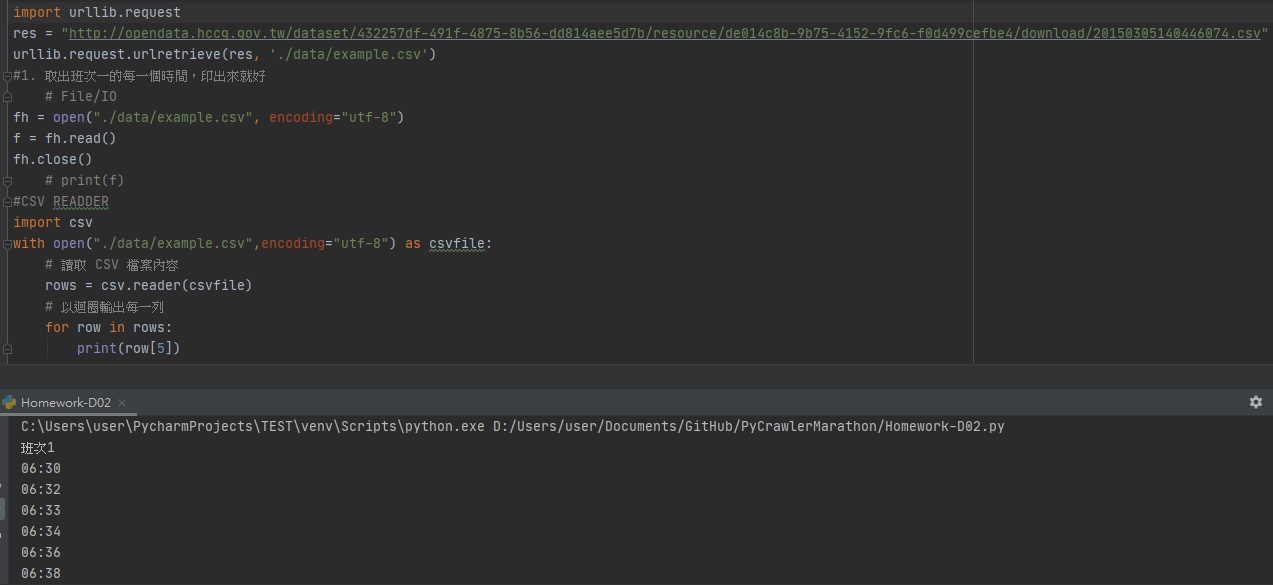 import urllib.request
res = "http://opendata.hccg.gov.tw/dataset/432257df-491f-4875-8b56-dd814aee5d7b/resource/de014c8b-9b75-4152-9fc6-f0d499cefbe4/download/20150305140446074.csv"
urllib.request.urlretrieve(res, './data/example.csv')
#1. 取出班次一的每一個時間，印出來就好
    # File/IO
fh = open("./data/example.csv", encoding="utf-8")
f = fh.read()
fh.close()
    # print(f)
#CSV READDER
import csv
with open("./data/example.csv",encoding="utf-8") as csvfile:
    # 讀取 CSV 檔案內容
    rows = csv.reader(csvfile)
    # 以迴圈輸出每一列
    for row in rows:
        print(row[5])
Homework-D02
C:\Users\user\PycharmProjects\TEST\venv\Scripts\python.exe D:/Users/user/Documents/GitHub/PyCrawlerMarathon/Homework-D02.py
班次1
06:30
06:32
06:33
06:34
06:36
06:38